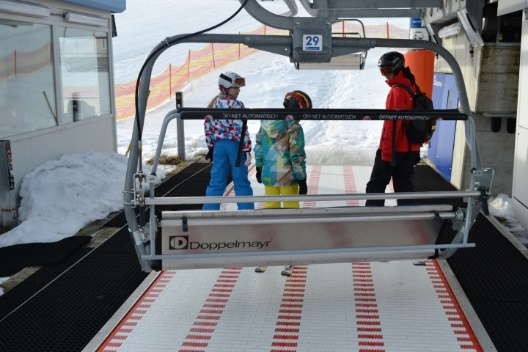 29
ÖFFNET AUTOMATISCH ÖFFNET AUTOMATISCH
Doppelmayr